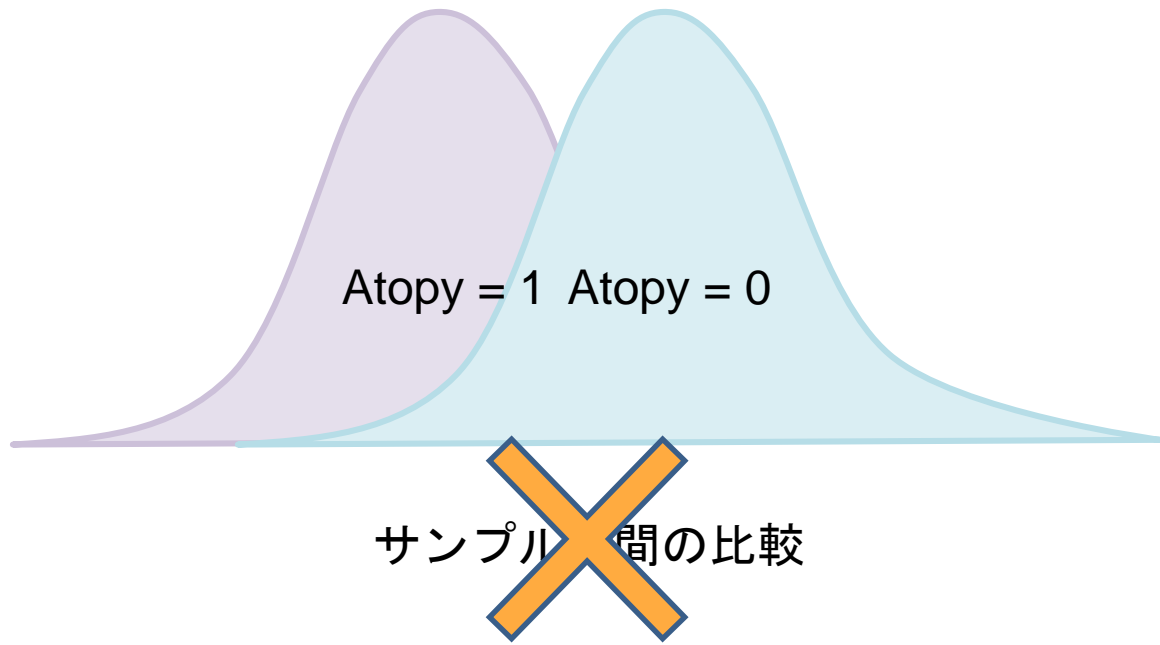 Atopy = 1 Atopy = 0
サンプル 間の比較